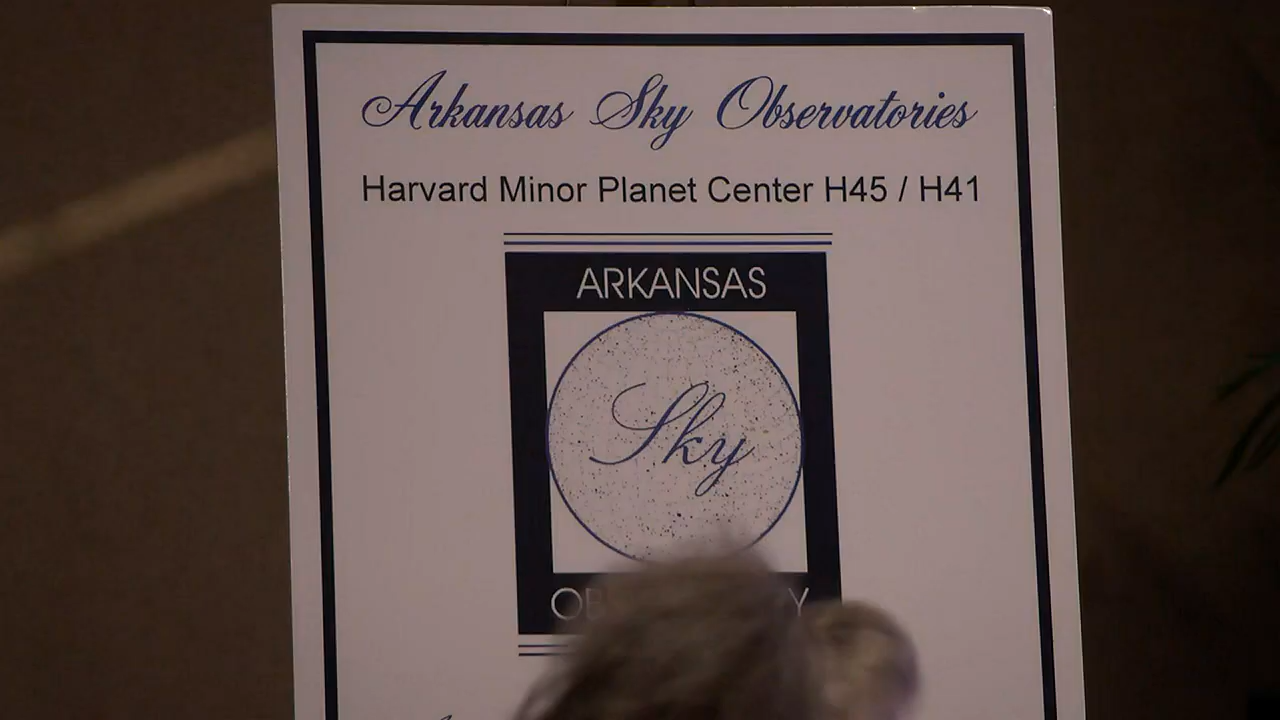 Arkansas Sky Observatories
Harvard Minor Planet Center H45 / H41
ARKANSAS
Sky